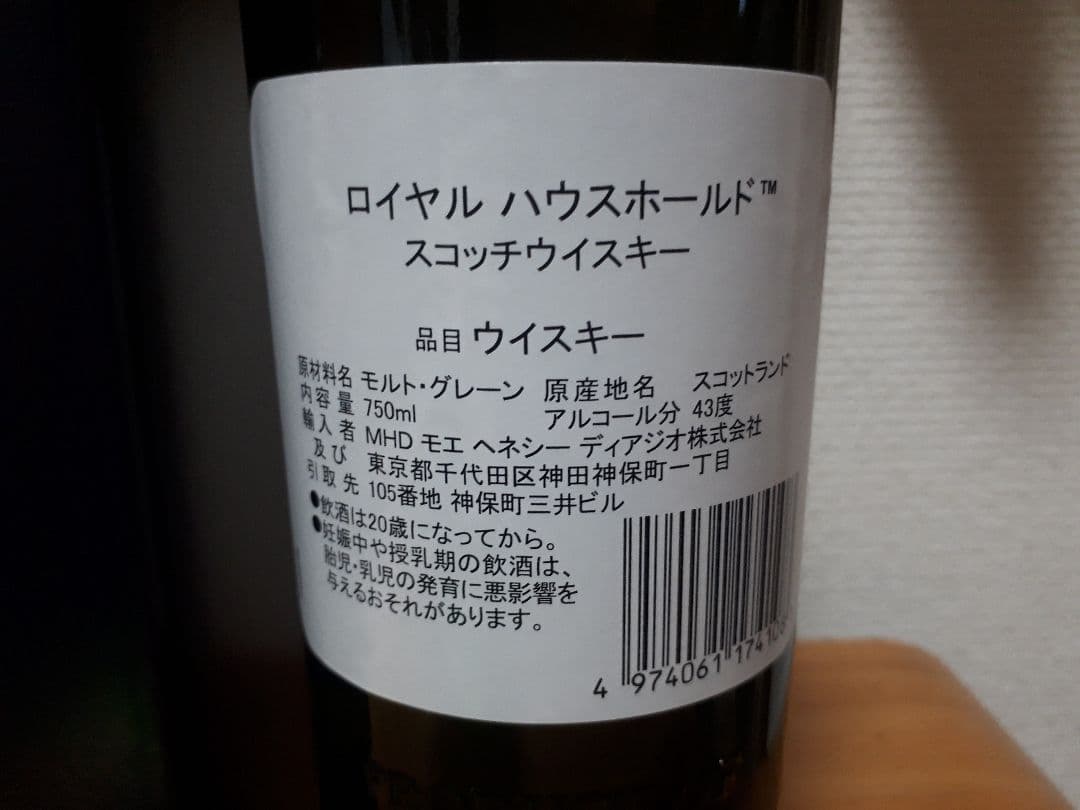 ロイヤル ハウスホールド™
スコッチウイスキー
品目 ウイスキー
原材料名 モルト・グレーン 原産地名 スコットランド
内容量 750ml アルコール分 43度
輸入者 MHD モエ ヘネシー ディアジオ株式会社
及び 東京都千代田区神田神保町一丁目
引取先 105番地 神保町三井ビル
●飲酒は20歳になってから。
●妊娠中や授乳期の飲酒は、
胎児・乳児の発育に悪影響を
与えるおそれがあります。
4 974061 174108